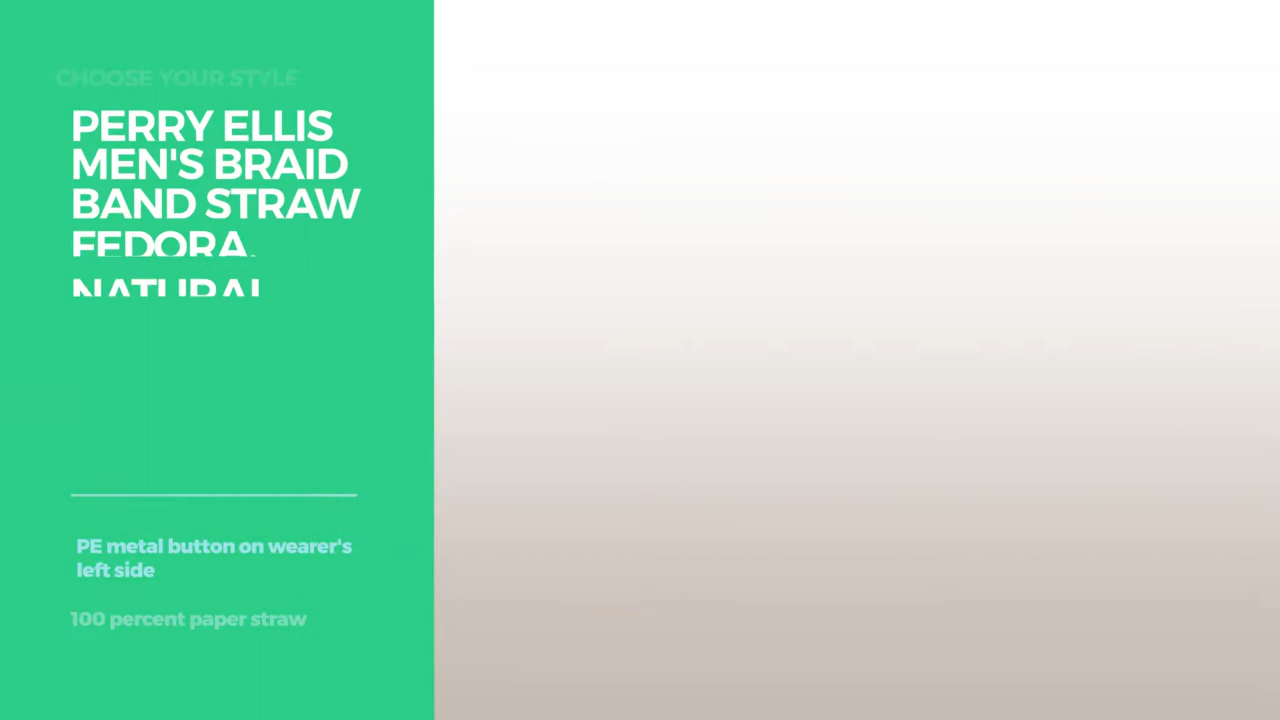 CHOOSE YOUR STYLE
PERRY ELLIS
MEN'S BRAID
BAND STRAW
FEDORA,
NATURAL
PE metal button on wearer's
left side
100 percent paper straw